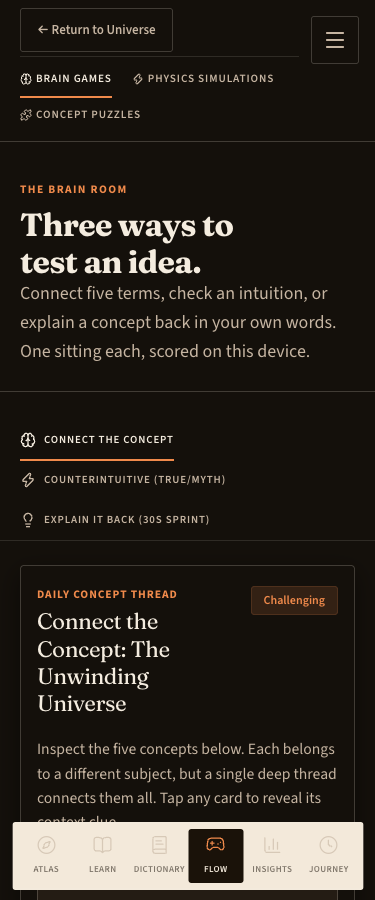 ← Return to Universe
BRAIN GAMES
PHYSICS SIMULATIONS
CONCEPT PUZZLES
THE BRAIN ROOM
Three ways to
test an idea.
Connect five terms, check an intuition, or
explain a concept back in your own words.
One sitting each, scored on this device.
CONNECT THE CONCEPT
COUNTERINTUITIVE (TRUE/MYTH)
EXPLAIN IT BACK (30S SPRINT)
DAILY CONCEPT THREAD
Challenging
Connect the
Concept: The
Unwinding
Universe
Inspect the five concepts below. Each belongs
to a different subject, but a single deep thread
connects them all. Tap any card to reveal its
context clue.
ATLAS
LEARN
DICTIONARY
FLOW
INSIGHTS
JOURNEY